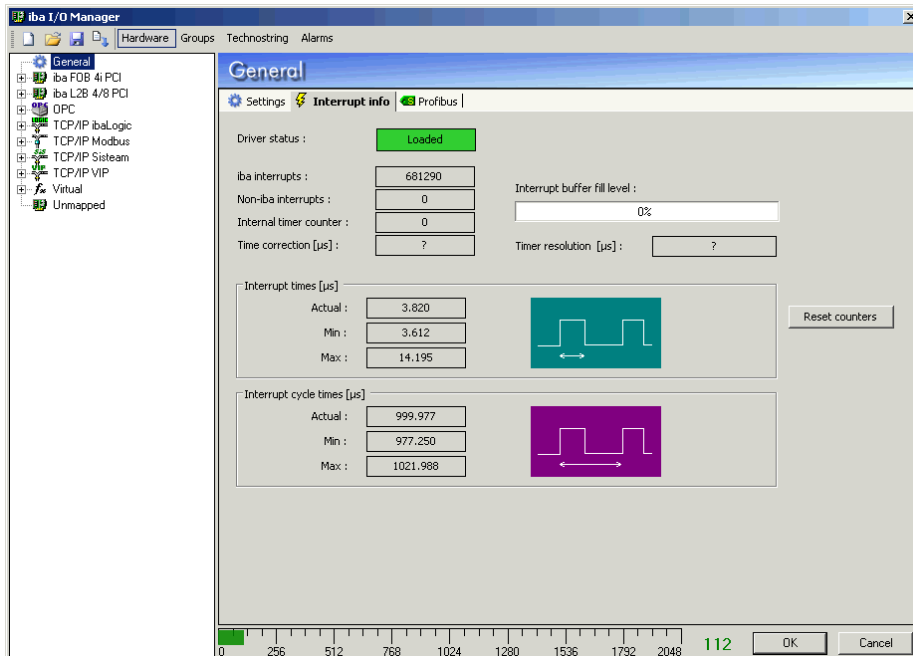 iba I/O Manager
Hardware Groups Technostring Alarms
General
iba FOB 4i PCI
iba L2B 4/8 PCI
OPC
OPC
LOGIC
TCP/IP ibaLogic
TCP/IP Modbus
TCP/IP Sisteam
VIP
TCP/IP VIP
fx Virtual
Unmapped
General
Settings Interrupt info Profibus
Driver status : Loaded
iba interrupts : 681290
Non-iba interrupts : 0
Internal timer counter : 0
Time correction [µs] : ?
Interrupt buffer fill level :
0%
Timer resolution [µs] : ?
Interrupt times [µs]
Actual : 3.820
Min : 3.612
Max : 14.195
Reset counters
Interrupt cycle times [µs]
Actual : 999.977
Min : 977.250
Max : 1021.988
0 256 512 768 1024 1280 1536 1792 2048
112
OK Cancel